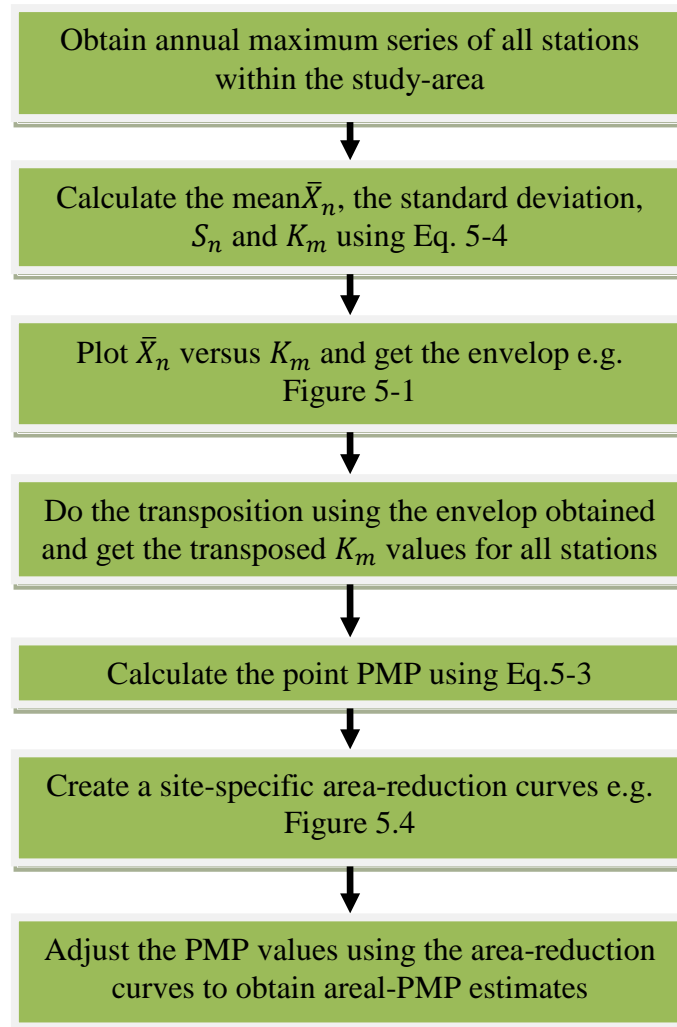 Obtain annual maximum series of all stations
within the study-area
Calculate the mean X̄ₙ, the standard deviation,
Sₙ and Kₘ using Eq. 5-4
Plot X̄ₙ versus Kₘ and get the envelop e.g.
Figure 5-1
Do the transposition using the envelop obtained
and get the transposed Kₘ values for all stations
Calculate the point PMP using Eq.5-3
Create a site-specific area-reduction curves e.g.
Figure 5.4
Adjust the PMP values using the area-reduction
curves to obtain areal-PMP estimates